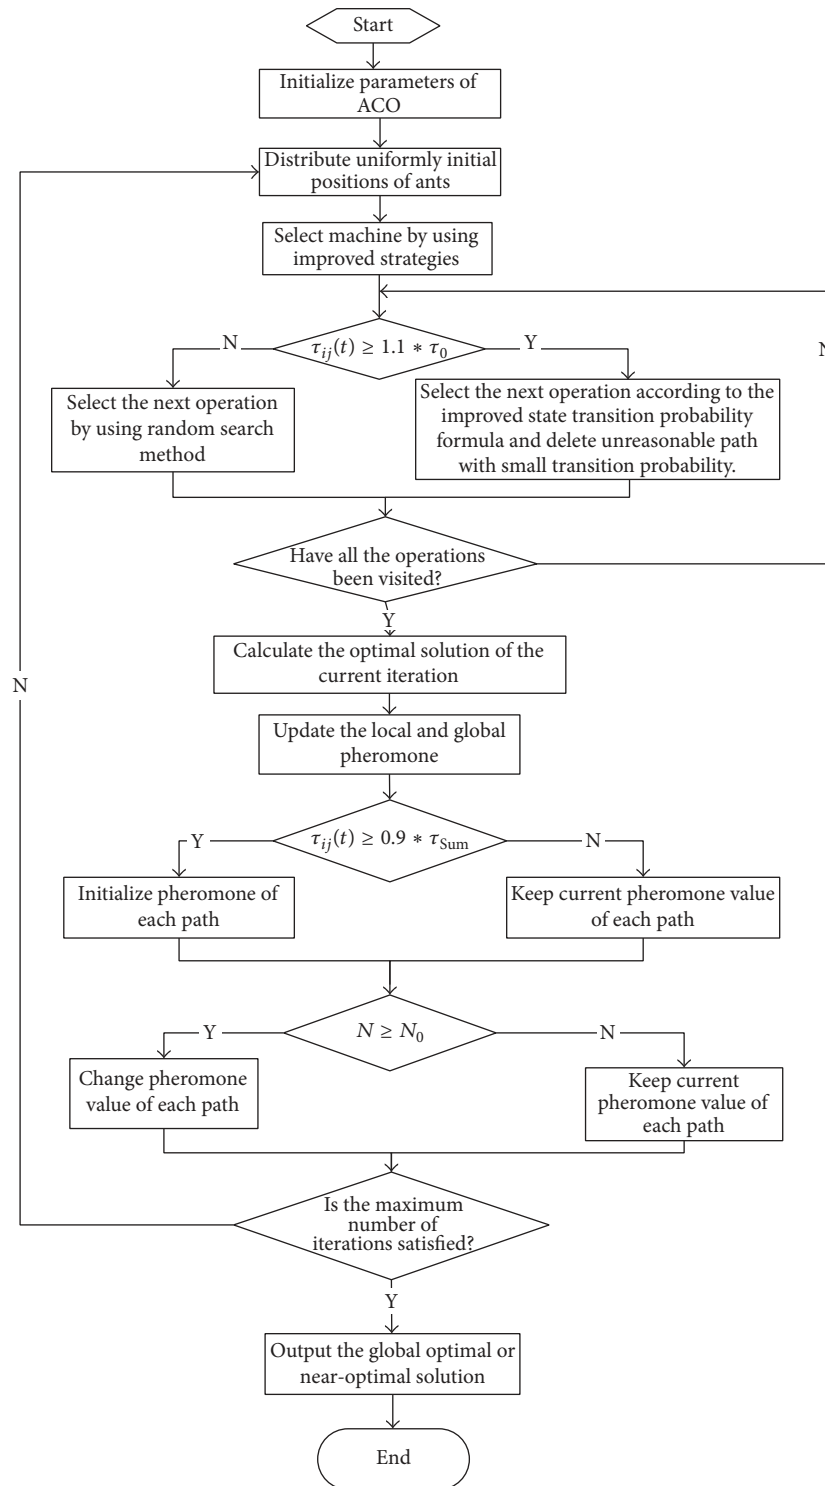 Start
Initialize parameters of
ACO
Distribute uniformly initial
positions of ants
Select machine by using
improved strategies
N
τij(t) ≥ 1.1 * τ0
Y
N
Select the next operation
by using random search
method
Select the next operation according to the
improved state transition probability
formula and delete unreasonable path
with small transition probability.
Have all the operations
been visited?
Y
Calculate the optimal solution of the
current iteration
N
Update the local and global
pheromone
Y
τij(t) ≥ 0.9 * τSum
N
Initialize pheromone of
each path
Keep current pheromone value
of each path
Y
N ≥ N0
N
Change pheromone
value of each path
Keep current
pheromone value of
each path
Is the maximum
number of
iterations satisfied?
Y
Output the global optimal or
near-optimal solution
End